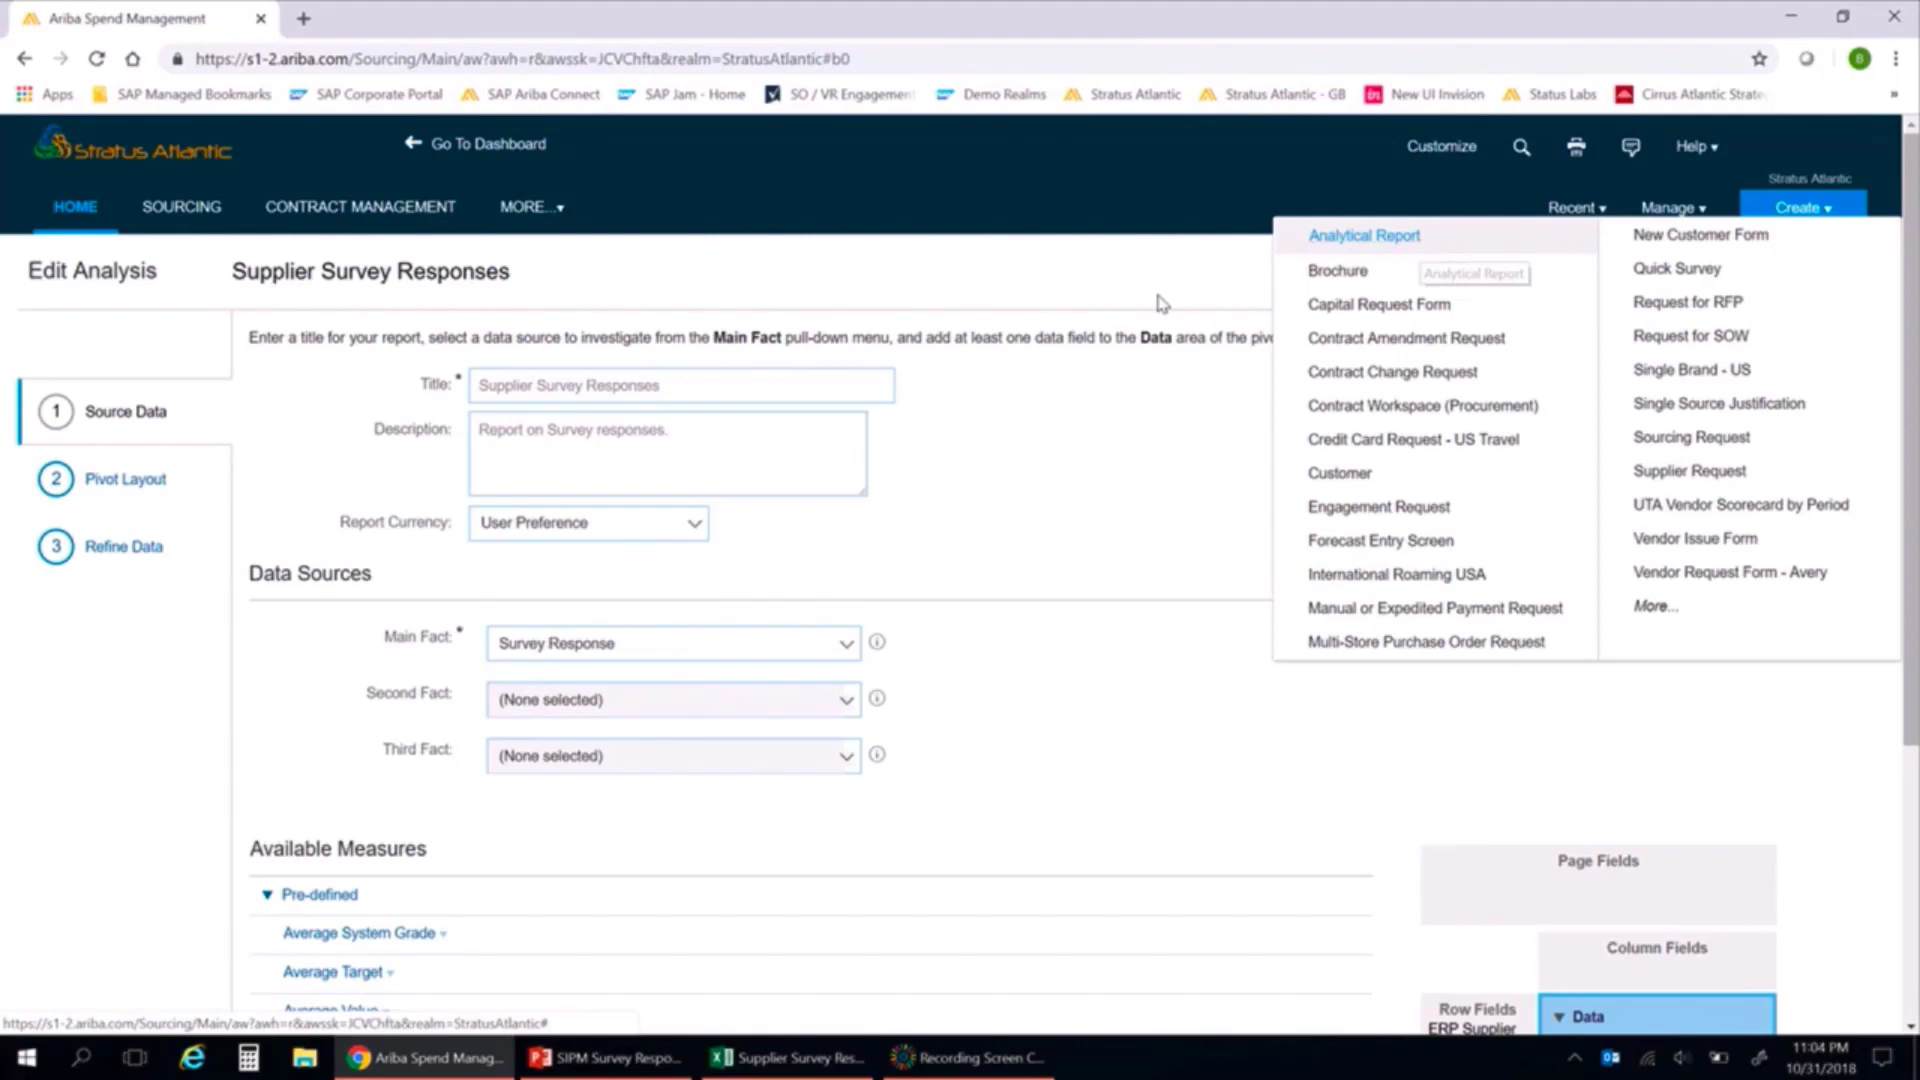 Ariba Spend Management
https://s1-2.ariba.com/Sourcing/Main/aw?awh=r&awssk=JCVChfta&realm=StratusAtlantic#b0
B
Apps
SAP Managed Bookmarks
SAP Corporate Portal
SAP Ariba Connect
SAP Jam - Home
SO / VR Engagement
Demo Realms
Stratus Atlantic
Stratus Atlantic - GB
New UI Invision
Status Labs
Cirrus Atlantic Strate
Stratus Atlantic
Go To Dashboard
Customize
Help
Stratus Atlantic
HOME
SOURCING
CONTRACT MANAGEMENT
MORE...
Recent
Manage
Create
Edit Analysis
Supplier Survey Responses
Enter a title for your report, select a data source to investigate from the Main Fact pull-down menu, and add at least one data field to the Data area of the pivo
1 Source Data
2 Pivot Layout
3 Refine Data
Title: *
Supplier Survey Responses
Description:
Report on Survey responses.
Report Currency:
User Preference
Data Sources
Main Fact: *
Survey Response
Second Fact:
(None selected)
Third Fact:
(None selected)
Analytical Report
Brochure
Analytical Report
Capital Request Form
Contract Amendment Request
Contract Change Request
Contract Workspace (Procurement)
Credit Card Request - US Travel
Customer
Engagement Request
Forecast Entry Screen
International Roaming USA
Manual or Expedited Payment Request
Multi-Store Purchase Order Request
New Customer Form
Quick Survey
Request for RFP
Request for SOW
Single Brand - US
Single Source Justification
Sourcing Request
Supplier Request
UTA Vendor Scorecard by Period
Vendor Issue Form
Vendor Request Form - Avery
More...
Available Measures
Pre-defined
Average System Grade
Average Target
Average Value
Page Fields
Column Fields
Row Fields
ERP Supplier
Data
https://s1-2.ariba.com/Sourcing/Main/aw?awh=r&awssk=JCVChfta&realm=StratusAtlantic#
Ariba Spend Manag...
SIPM Survey Respo...
Supplier Survey Res...
Recording Screen C...
11:04 PM
10/31/2018